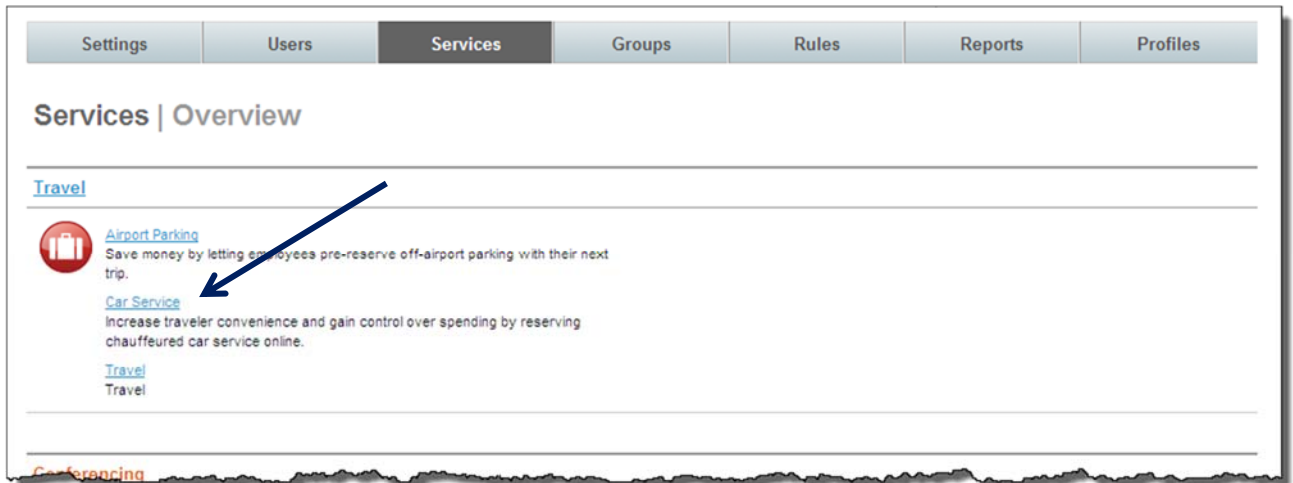 Settings Users Services Groups Rules Reports Profiles
Services | Overview
Travel
Airport Parking
Save money by letting employees pre-reserve off-airport parking with their next
trip.
Car Service
Increase traveler convenience and gain control over spending by reserving
chauffeured car service online.
Travel
Travel
Conferencing